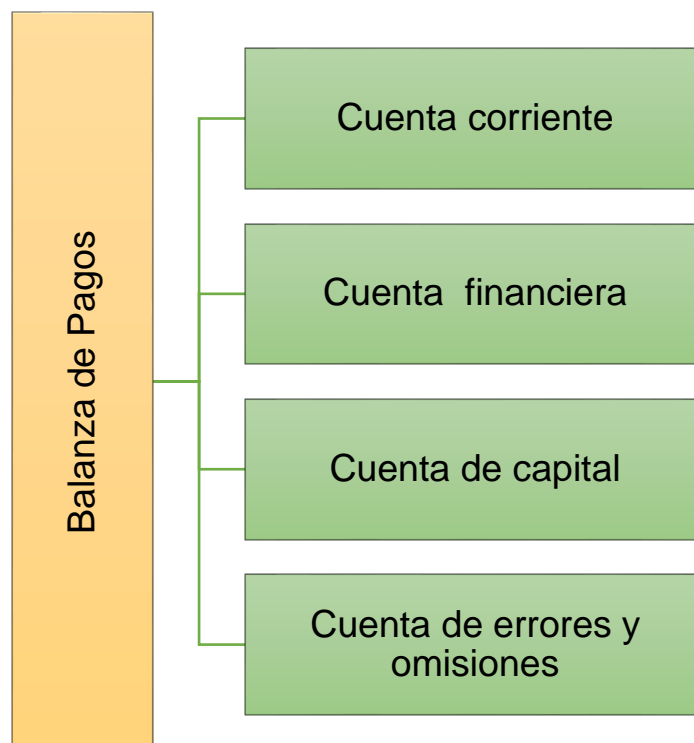 Balanza de Pagos
Cuenta corriente
Cuenta financiera
Cuenta de capital
Cuenta de errores y
omisiones